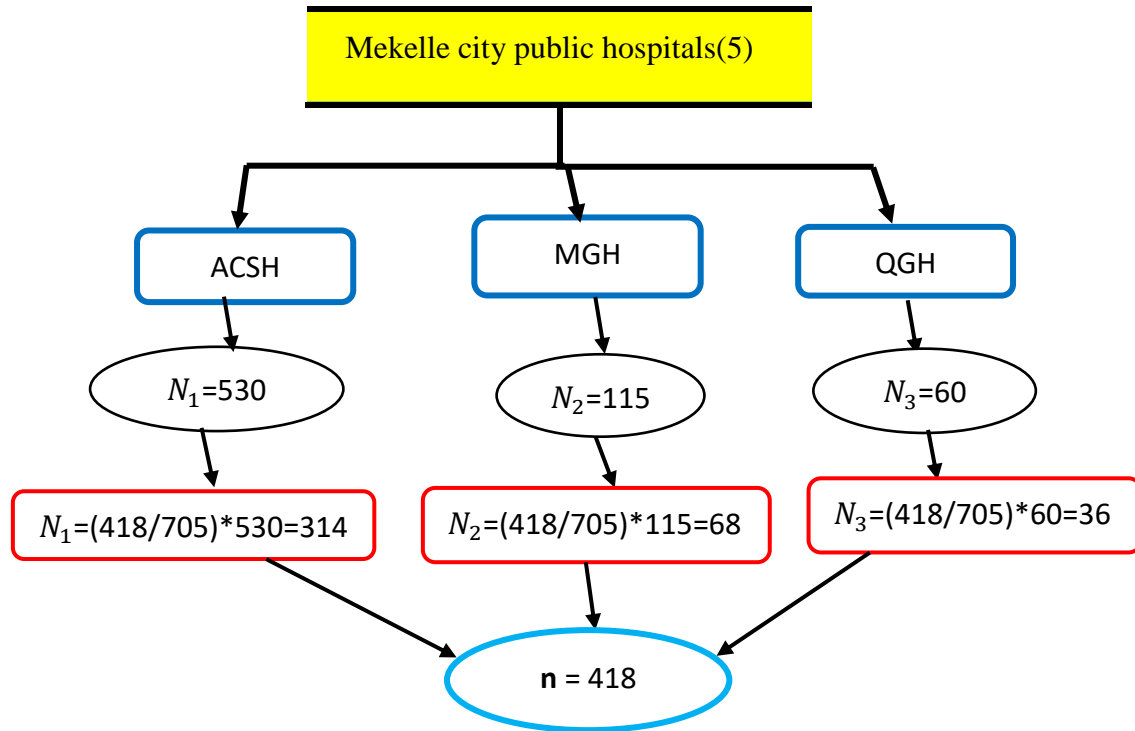 Mekelle city public hospitals(5)
ACSH
MGH
QGH
𝑁₁=530
𝑁₂=115
𝑁₃=60
𝑁₁=(418/705)*530=314
𝑁₂=(418/705)*115=68
𝑁₃=(418/705)*60=36
n = 418